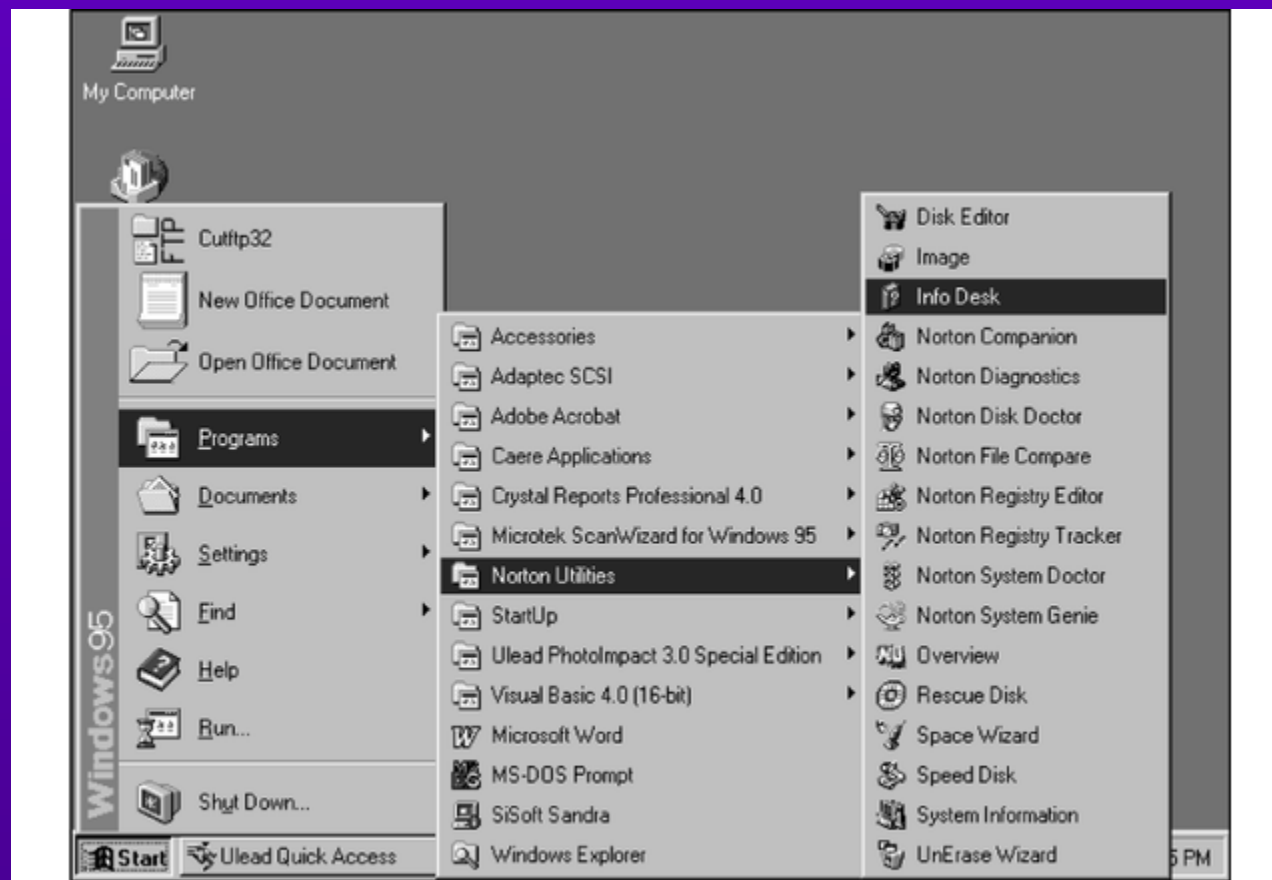 My Computer
Windows95
Cutftp32
New Office Document
Open Office Document
Programs
Documents
Settings
Find
Help
Run...
Shut Down...
Accessories
Adaptec SCSI
Adobe Acrobat
Caere Applications
Crystal Reports Professional 4.0
Microtek ScanWizard for Windows 95
Norton Utilities
StartUp
Ulead PhotoImpact 3.0 Special Edition
Visual Basic 4.0 (16-bit)
Microsoft Word
MS-DOS Prompt
SiSoft Sandra
Windows Explorer
Disk Editor
Image
Info Desk
Norton Companion
Norton Diagnostics
Norton Disk Doctor
Norton File Compare
Norton Registry Editor
Norton Registry Tracker
Norton System Doctor
Norton System Genie
Overview
Rescue Disk
Space Wizard
Speed Disk
System Information
UnErase Wizard
Start
Ulead Quick Access
5 PM